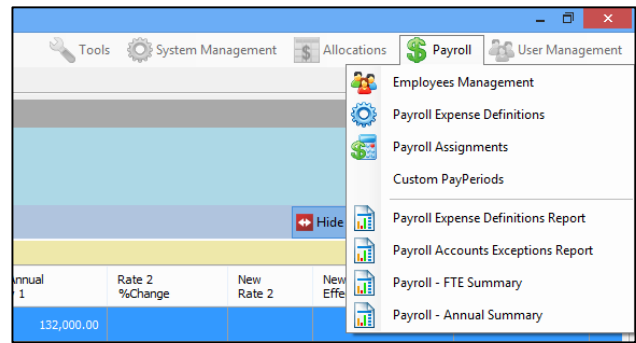 Tools System Management Allocations Payroll User Management
Employees Management
Payroll Expense Definitions
Payroll Assignments
Custom PayPeriods
Hide
Payroll Expense Definitions Report
Payroll Accounts Exceptions Report
Payroll - FTE Summary
Payroll - Annual Summary
Rate 2 New New
1 %Change Rate 2
132,000.00